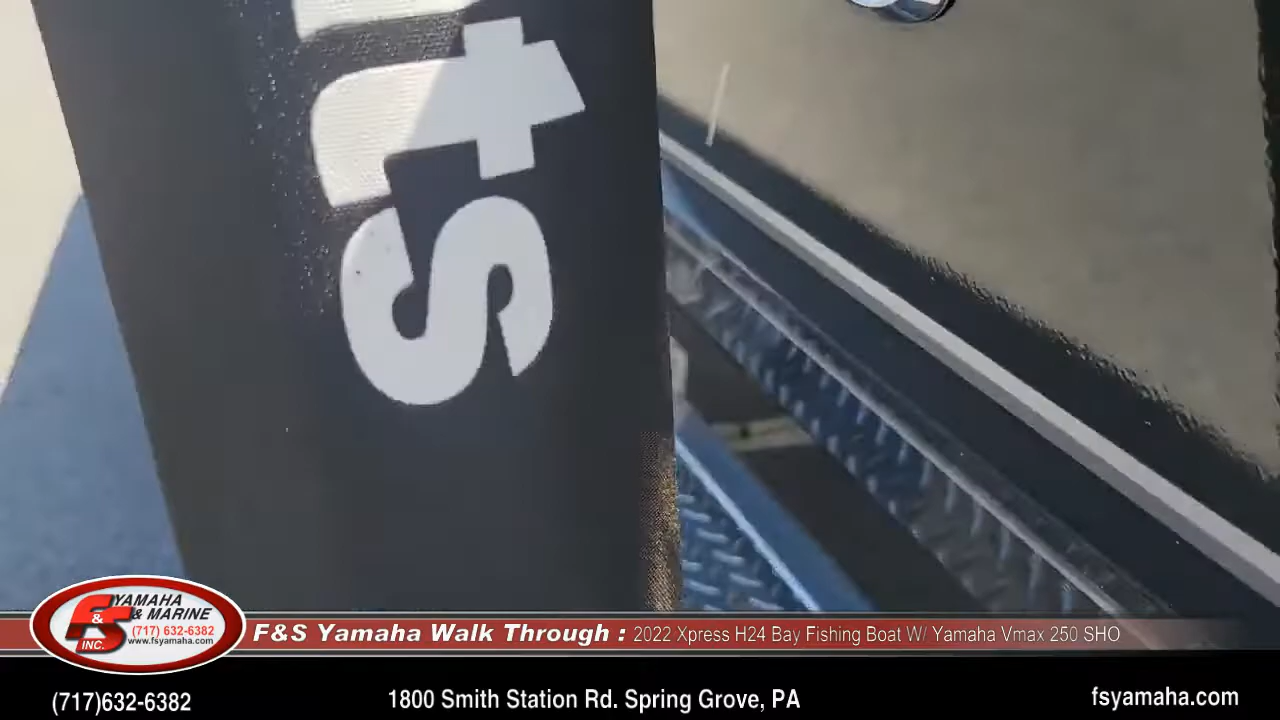 ts
YAMAHA
& MARINE
F&S
INC.
(717) 632-6382
www.fsyamaha.com
F&S Yamaha Walk Through : 2022 Xpress H24 Bay Fishing Boat W/ Yamaha Vmax 250 SHO
(717)632-6382
1800 Smith Station Rd. Spring Grove, PA
fsyamaha.com